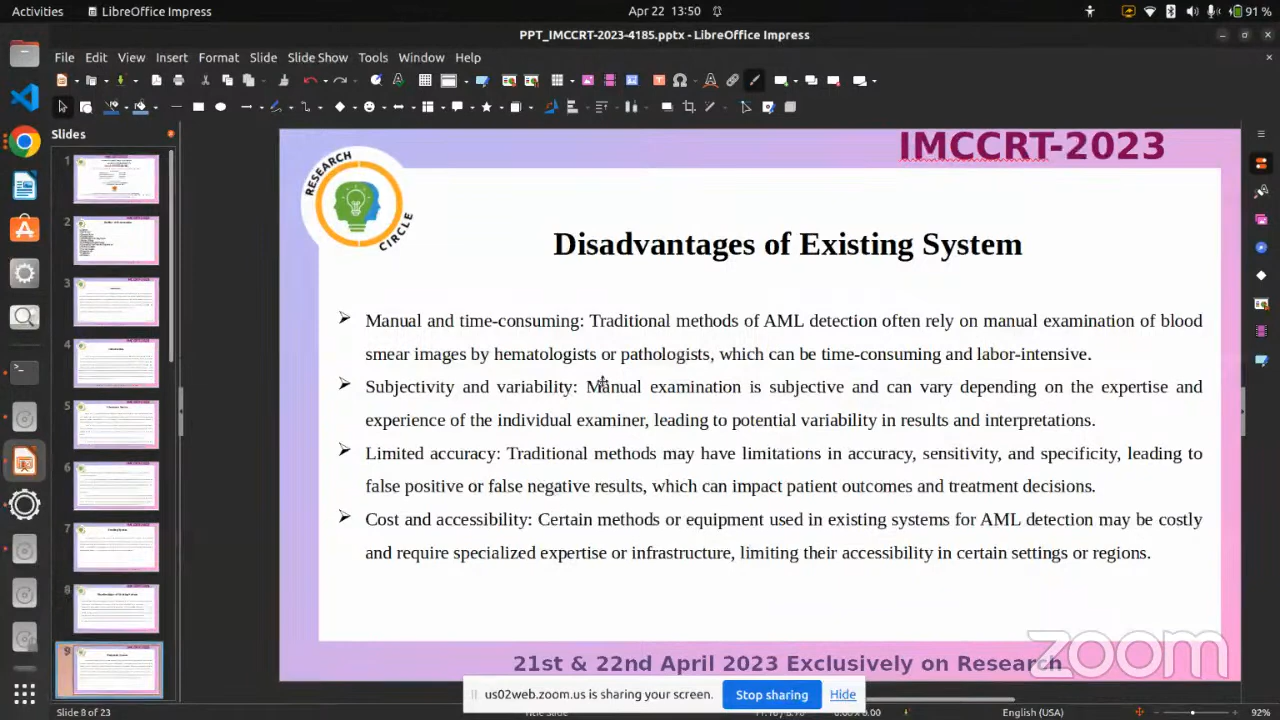 Activities LibreOffice Impress Apr 22 13:50 91 %
PPT_IMCCRT-2023-4185.pptx - LibreOffice Impress
File Edit View Insert Format Slide Slide Show Tools Window Help
Slides
1
2
3
4
5
6
7
8
9
IMCCRT-2023
RESEARCH
CIRCLE
Disadvantages of Existing System
➢ Manual and time-consuming: Traditional methods of AML detection often rely on manual examination of blood
smear images by hematologists or pathologists, which can be time-consuming and labor-intensive.
➢ Subjectivity and variability: Manual examination is subjective and can vary depending on the expertise and
experience of the individual examiner, leading to potential variability in results and interpretations.
➢ Limited accuracy: Traditional methods may have limitations in accuracy, sensitivity, and specificity, leading to
false positive or false negative results, which can impact patient outcomes and treatment decisions.
➢ Cost and accessibility: Certain methods or equipment used in existing systems for AML detection may be costly
and require specialized expertise or infrastructure, limiting their accessibility in certain settings or regions.
zoom
21st & 22nd April 2023 Exclusively on Research
us02web.zoom.us is sharing your screen. Stop sharing Hide
Slide 8 of 23
English (USA)
92%